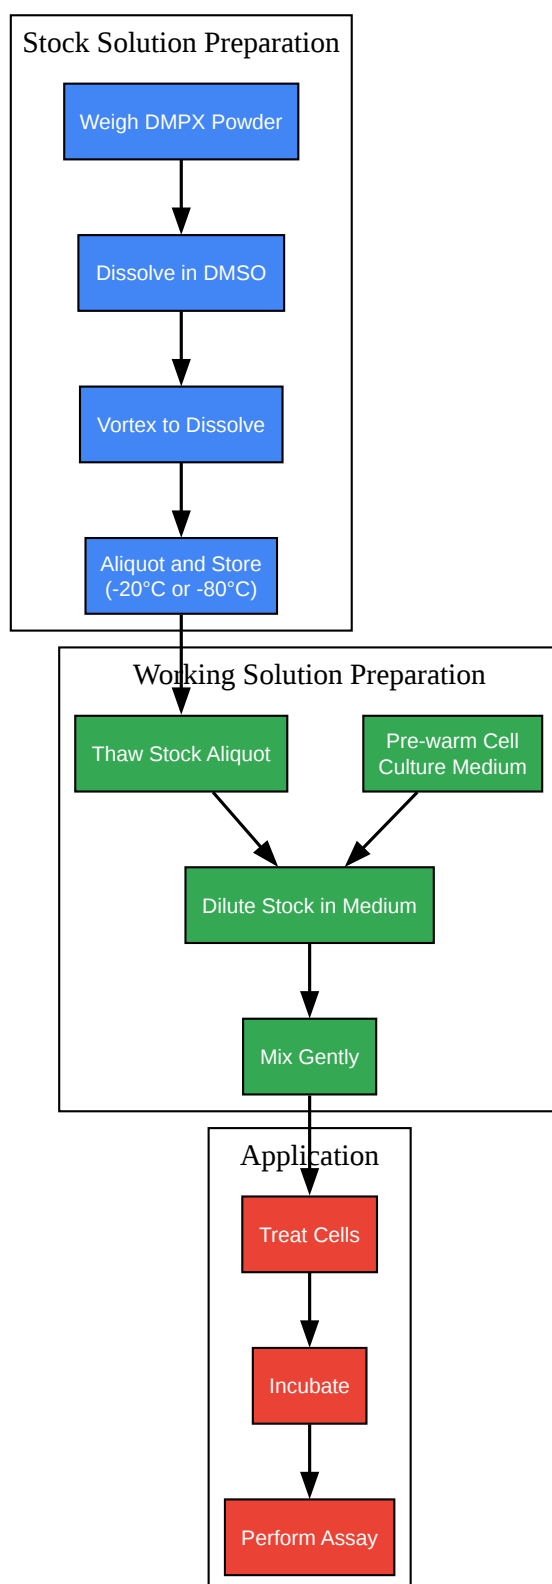 Stock Solution Preparation
Weigh DMPX Powder
Dissolve in DMSO
Vortex to Dissolve
Aliquot and Store
(-20°C or -80°C)
Working Solution Preparation
Thaw Stock Aliquot
Pre-warm Cell
Culture Medium
Dilute Stock in Medium
Mix Gently
Application
Treat Cells
Incubate
Perform Assay